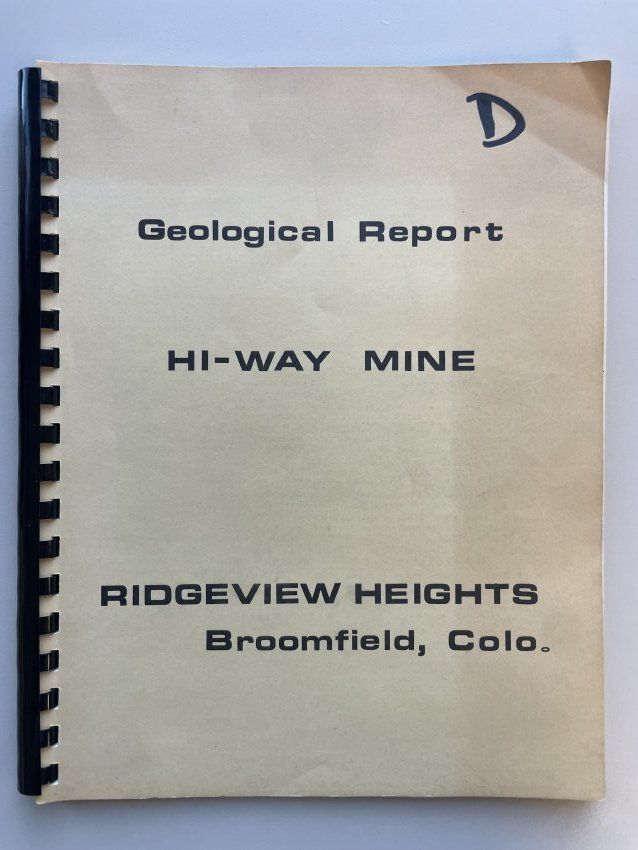 D
Geological Report
HI-WAY MINE
RIDGEVIEW HEIGHTS
Broomfield, Colo.